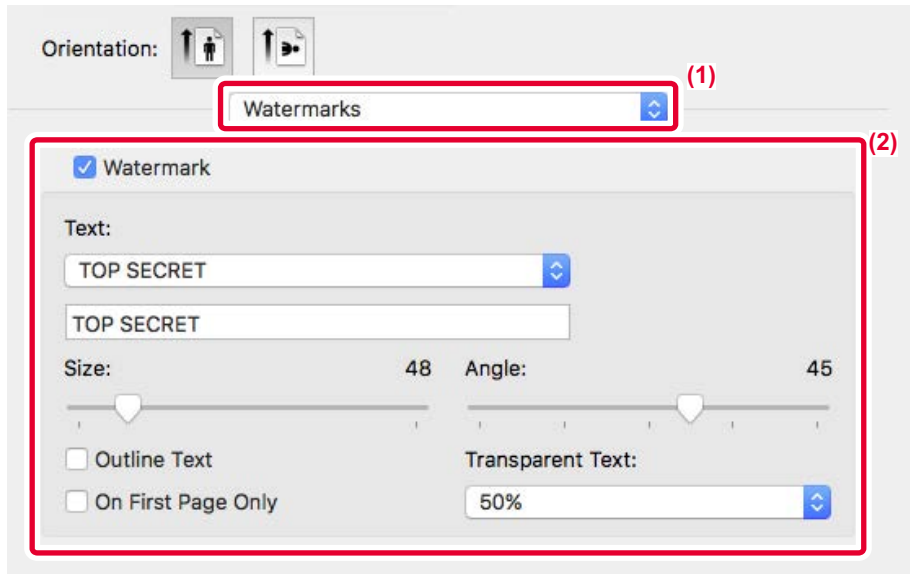 Orientation:
(1)
Watermarks
(2)
Watermark
Text:
TOP SECRET
TOP SECRET
Size: 48 Angle: 45
Outline Text Transparent Text:
On First Page Only 50%